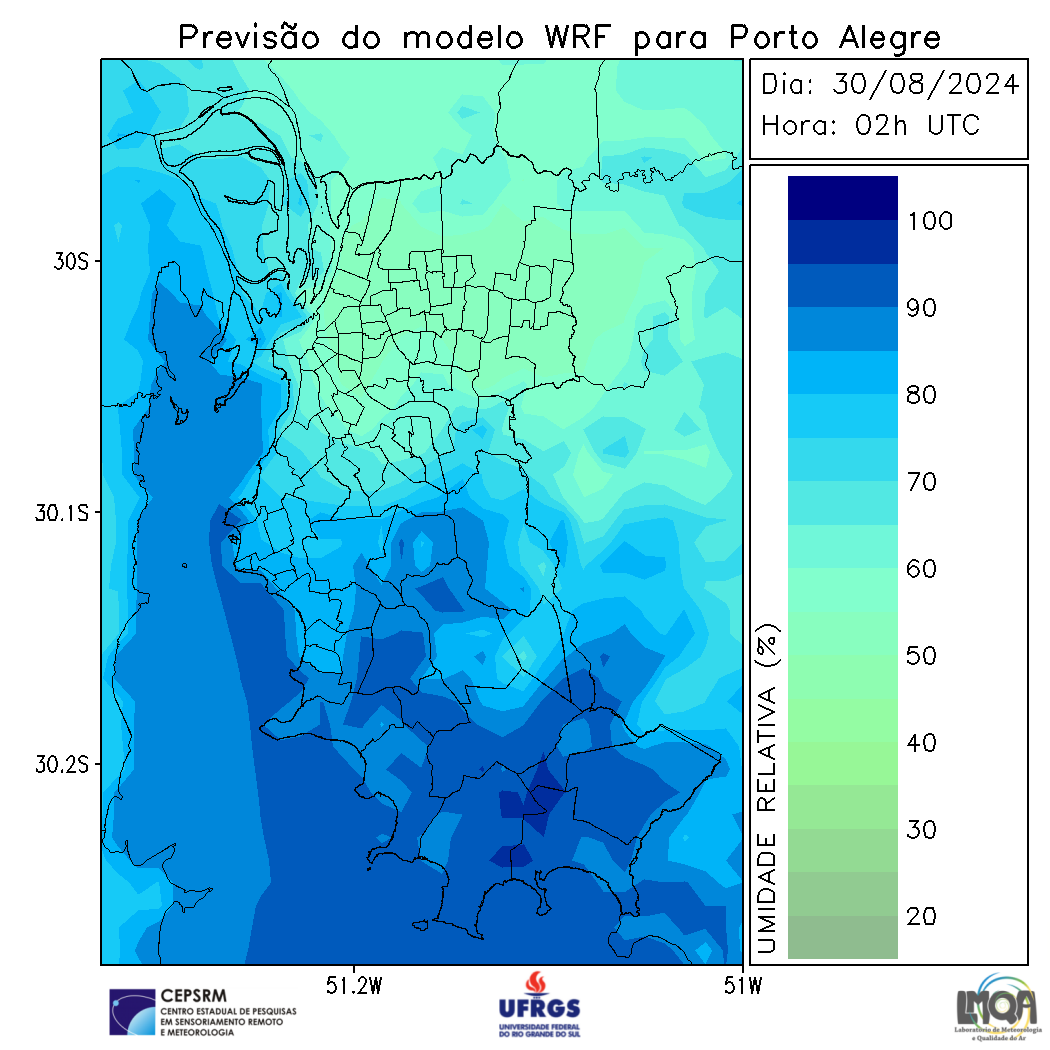 Previsão do modelo WRF para Porto Alegre
Dia: 30/08/2024
Hora: 02h UTC
30S
30.1S
30.2S
51.2W
51W
UMIDADE RELATIVA (%)
100
90
80
70
60
50
40
30
20
CEPSRM
CENTRO ESTADUAL DE PESQUISAS
EM SENSORIAMENTO REMOTO
E METEOROLOGIA
UFRGS
UNIVERSIDADE FEDERAL
DO RIO GRANDE DO SUL
LMQA
Laboratório de Meteorologia
e Qualidade do Ar